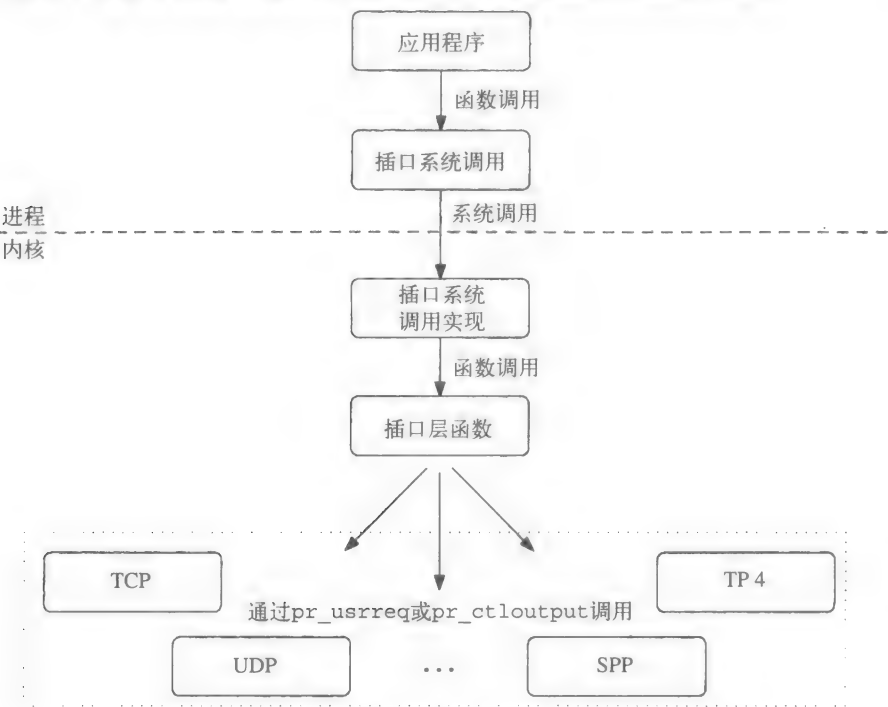 应用程序
函数调用
插口系统调用
系统调用
进程
内核
插口系统
调用实现
函数调用
插口层函数
TCP
TP 4
通过pr_usrreq或pr_ctloutput调用
UDP
...
SPP